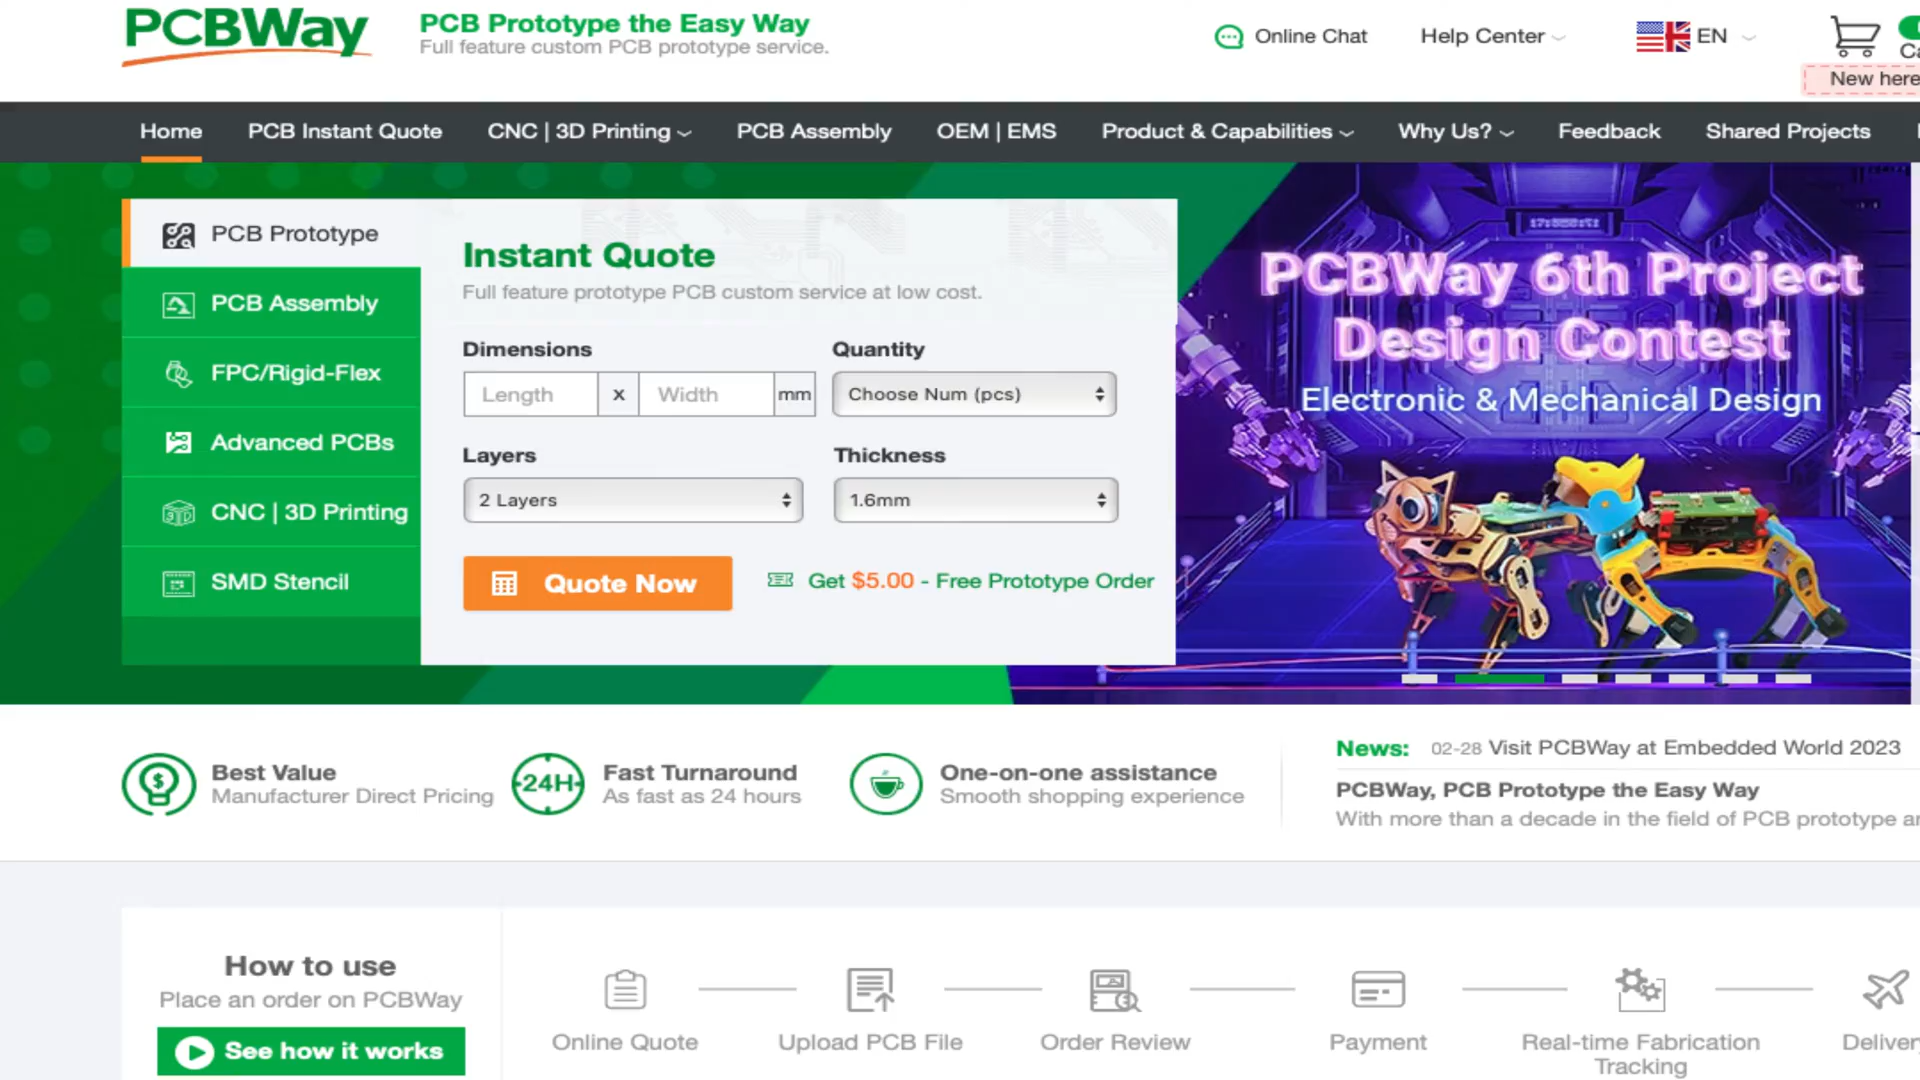 PCBWay
PCB Prototype the Easy Way
Full feature custom PCB prototype service.
Online Chat
Help Center
EN
New here
Home
PCB Instant Quote
CNC | 3D Printing
PCB Assembly
OEM | EMS
Product & Capabilities
Why Us?
Feedback
Shared Projects
PCB Prototype
PCB Assembly
FPC/Rigid-Flex
Advanced PCBs
CNC | 3D Printing
SMD Stencil
Instant Quote
Full feature prototype PCB custom service at low cost.
Dimensions
Length x Width mm
Quantity
Choose Num (pcs)
Layers
2 Layers
Thickness
1.6mm
Quote Now
Get $5.00 - Free Prototype Order
PCBWay 6th Project
Design Contest
Electronic & Mechanical Design
Best Value
Manufacturer Direct Pricing
24H
Fast Turnaround
As fast as 24 hours
One-on-one assistance
Smooth shopping experience
News: 02-28 Visit PCBWay at Embedded World 2023
PCBWay, PCB Prototype the Easy Way
With more than a decade in the field of PCB prototype
How to use
Place an order on PCBWay
See how it works
Online Quote
Upload PCB File
Order Review
Payment
Real-time Fabrication
Tracking
Delivery